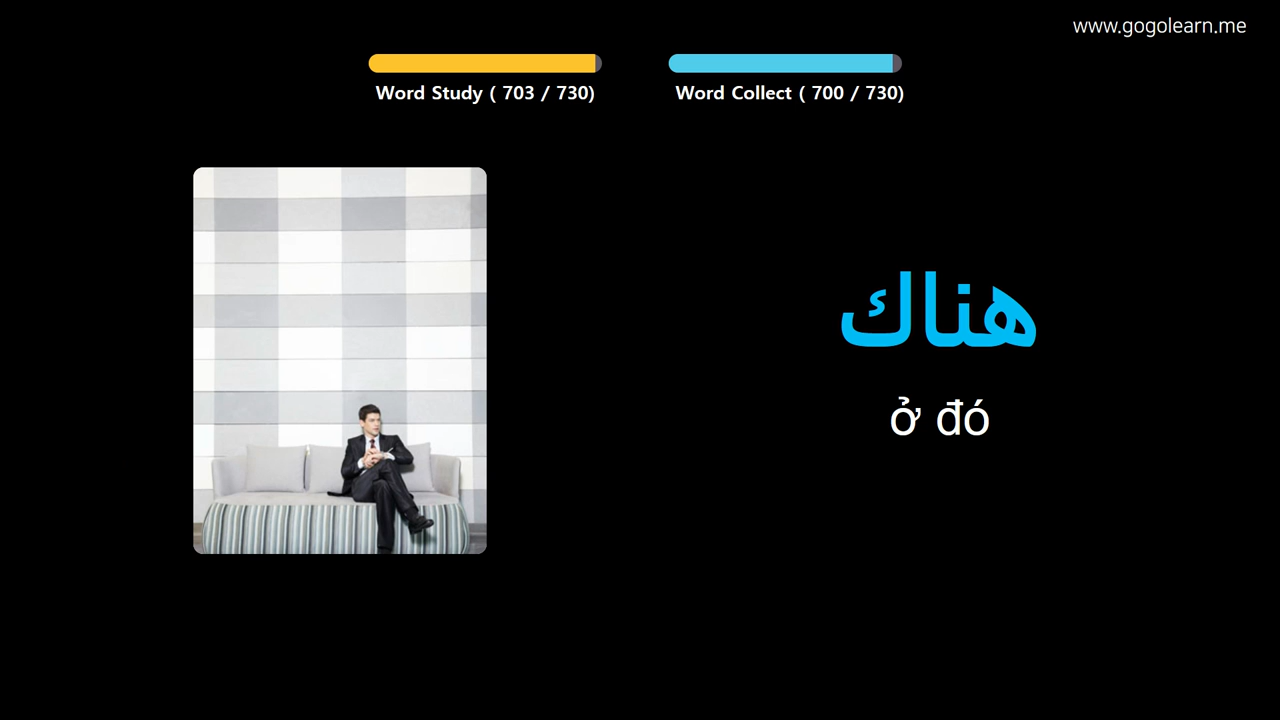 www.gogolearn.me
Word Study ( 703 / 730)
Word Collect ( 700 / 730)
هناك
ở đó